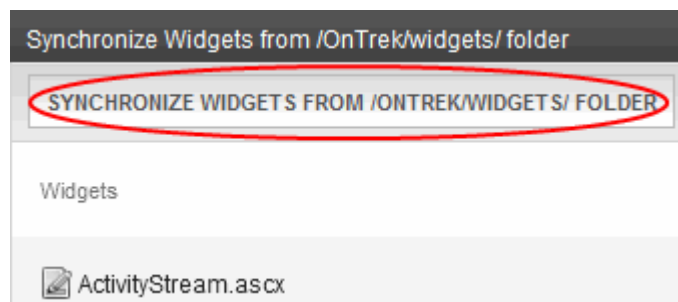 Synchronize Widgets from /OnTrek/widgets/ folder
SYNCHRONIZE WIDGETS FROM /ONTREK/WIDGETS/ FOLDER
Widgets
ActivityStream.ascx